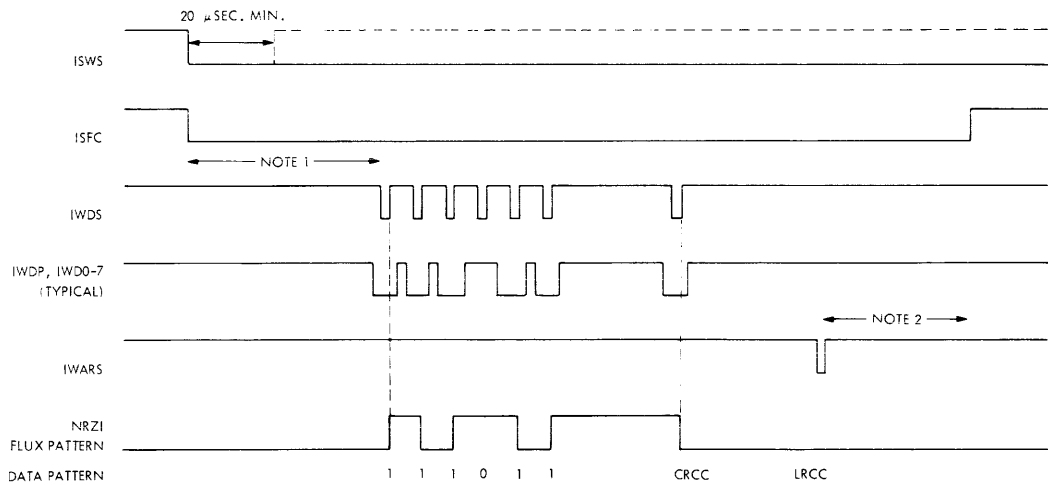 20 μSEC. MIN.
ISWS
ISFC
NOTE 1
IWDS
IWDP, IWD0-7
(TYPICAL)
NOTE 2
IWARS
NRZI
FLUX PATTERN
DATA PATTERN 1 1 1 0 1 1 CRCC LRCC